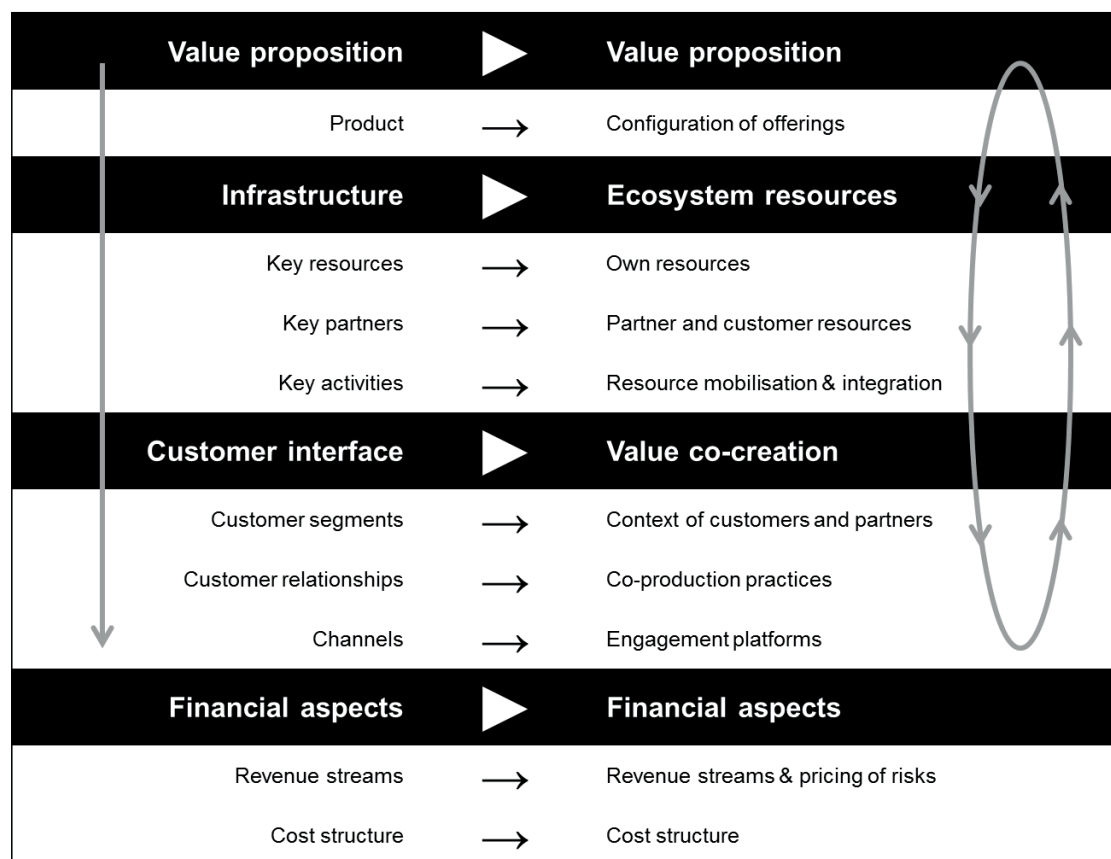 Value proposition ▶ Value proposition
Product → Configuration of offerings
Infrastructure ▶ Ecosystem resources
Key resources → Own resources
Key partners → Partner and customer resources
Key activities → Resource mobilisation & integration
Customer interface ▶ Value co-creation
Customer segments → Context of customers and partners
Customer relationships → Co-production practices
Channels → Engagement platforms
Financial aspects ▶ Financial aspects
Revenue streams → Revenue streams & pricing of risks
Cost structure → Cost structure